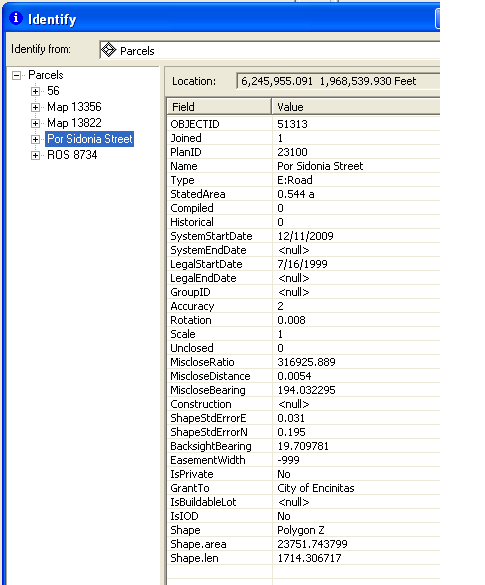 Identify
Identify from: Parcels
Parcels
56
Map 13356
Map 13822
Por Sidonia Street
ROS 8734
Location: 6,245,955.091 1,968,539.930 Feet
Field Value
OBJECTID 51313
Joined 1
PlanID 23100
Name Por Sidonia Street
Type E:Road
StatedArea 0.544 a
Compiled 0
Historical 0
SystemStartDate 12/11/2009
SystemEndDate <null>
LegalStartDate 7/16/1999
LegalEndDate <null>
GroupID <null>
Accuracy 2
Rotation 0.008
Scale 1
Unclosed 0
MiscloseRatio 316925.889
MiscloseDistance 0.0054
MiscloseBearing 194.032295
Construction <null>
ShapeStdErrorE 0.031
ShapeStdErrorN 0.195
BacksightBearing 19.709781
EasementWidth -999
IsPrivate No
GrantTo City of Encinitas
IsBuildableLot <null>
IsIOD No
Shape Polygon Z
Shape.area 23751.743799
Shape.len 1714.306717